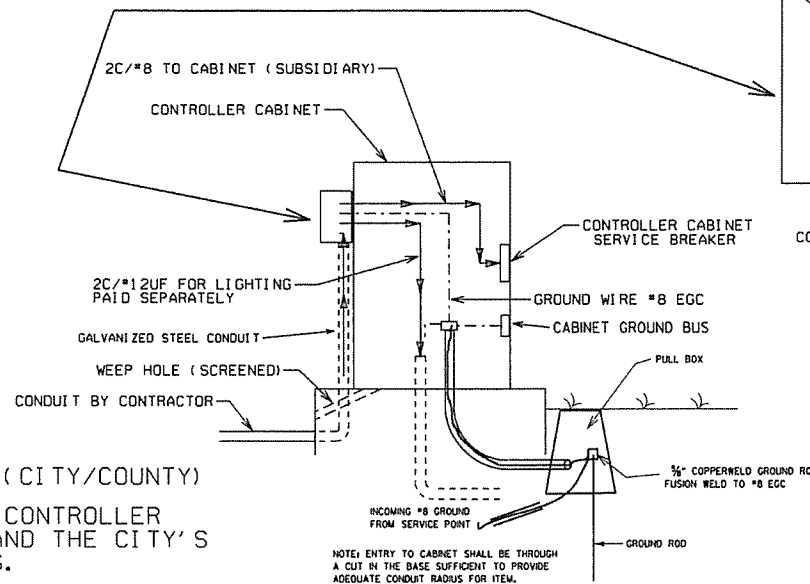 2C/#8 TO CABINET (SUBSIDIARY)
CONTROLLER CABINET
CONTROLLER CABINET
SERVICE BREAKER
CO
2C/#12UF FOR LIGHTING
PAID SEPARATELY
GROUND WIRE #8 EGC
GALVANIZED STEEL CONDUIT
CABINET GROUND BUS
WEEP HOLE (SCREENED)
PULL BOX
CONDUIT BY CONTRACTOR
(CITY/COUNTY)
CONTROLLER
AND THE CITY'S
S.
⅝" COPPERWELD GROUND RO
FUSION WELD TO #8 EGC
INCOMING #8 GROUND
FROM SERVICE POINT
GROUND ROD
NOTE: ENTRY TO CABINET SHALL BE THROUGH
A CUT IN THE BASE SUFFICIENT TO PROVIDE
ADEQUATE CONDUIT RADIUS FOR ITEM.